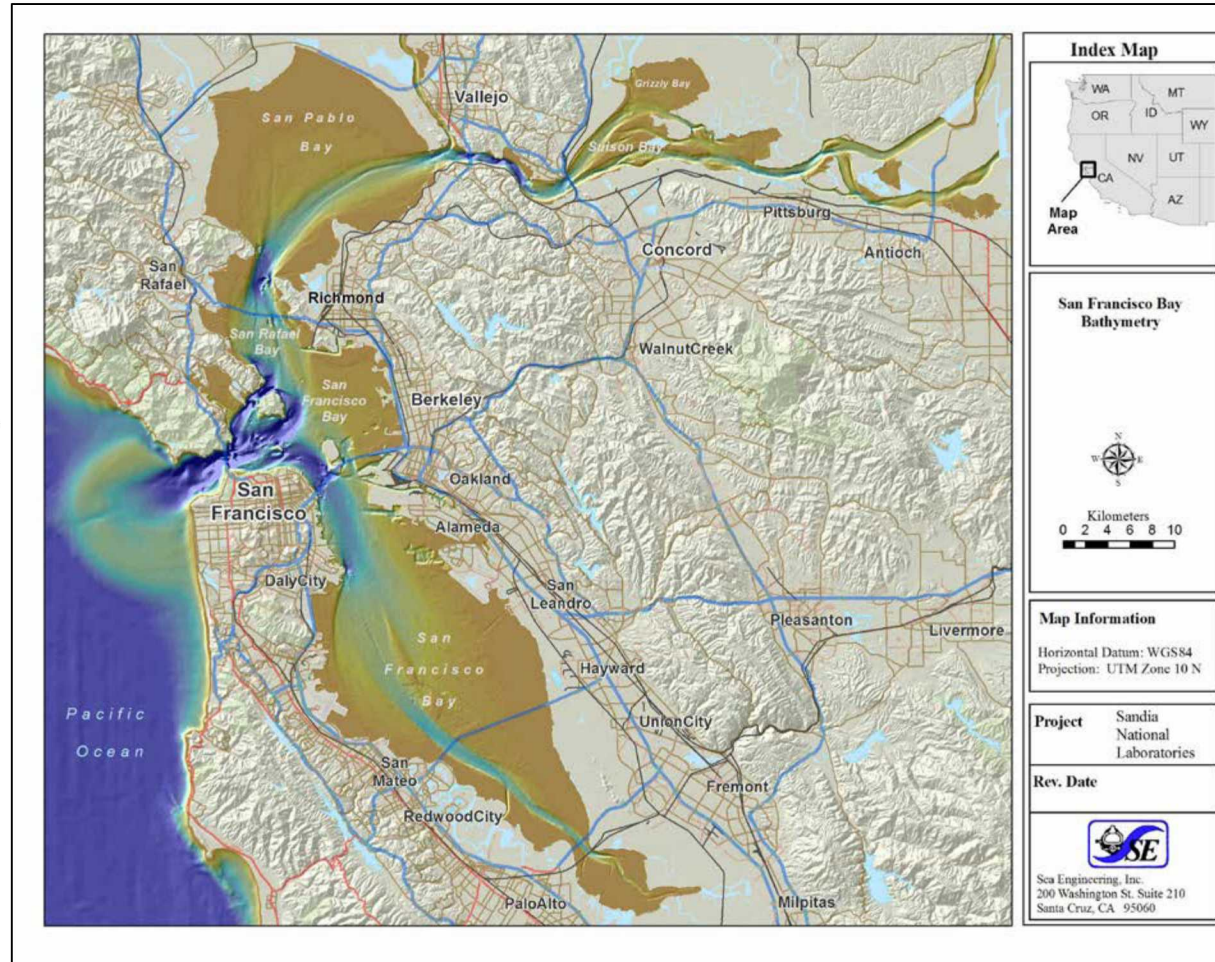 San Pablo
Bay
Vallejo
Grizzly Bay
Suison Bay
Pittsburg
Antioch
Concord
San
Rafael
Richmond
San Rafael
Bay
San
Francisco
Bay
WalnutCreek
Berkeley
Oakland
San
Francisco
Alameda
DalyCity
San
Leandro
Pleasanton
Livermore
San
Francisco
Bay
Hayward
UnionCity
Pacific
Ocean
San
Mateo
Fremont
RedwoodCity
PaloAlto
Milpitas
Index Map
WA
MT
OR
ID
WY
NV
UT
CA
AZ
Map
Area
San Francisco Bay
Bathymetry
N
W E
S
Kilometers
0 2 4 6 8 10
Map Information
Horizontal Datum: WGS84
Projection: UTM Zone 10 N
Project Sandia
National
Laboratories
Rev. Date
SE
Sea Engineering, Inc.
200 Washington St. Suite 210
Santa Cruz, CA 95060